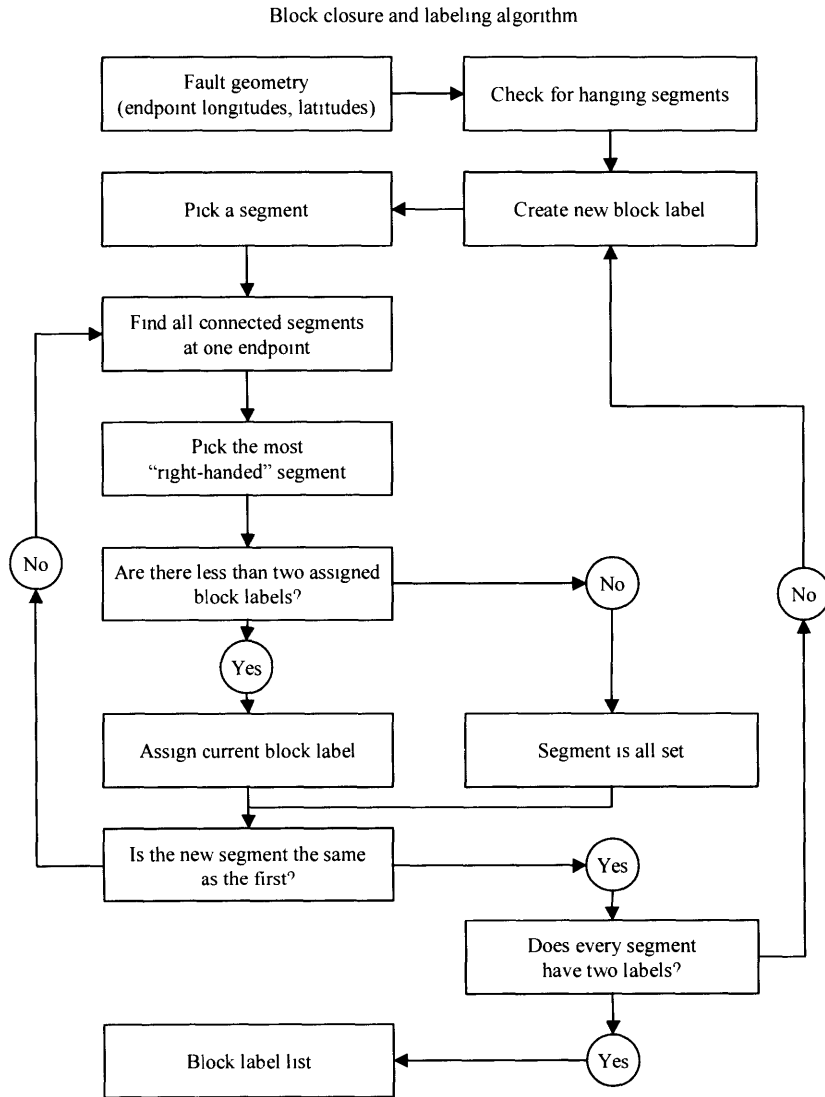 Block closure and labeling algorithm
Fault geometry
(endpoint longitudes, latitudes)
Check for hanging segments
Pick a segment
Create new block label
Find all connected segments
at one endpoint
Pick the most
“right-handed” segment
No
Are there less than two assigned
block labels?
No
No
Yes
Assign current block label
Segment is all set
Is the new segment the same
as the first?
Yes
Does every segment
have two labels?
Block label list
Yes